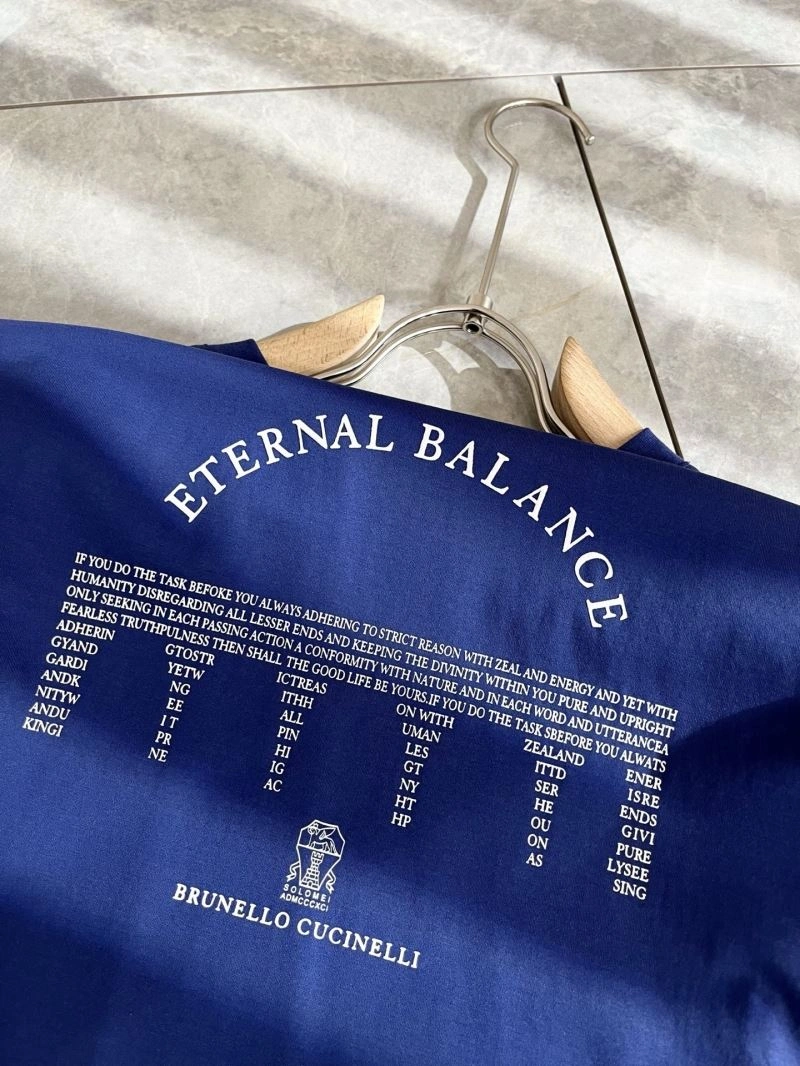 ETERNAL BALANCE
IF YOU DO THE TASK BEFOKE YOU ALWAYS ADHERING TO STRICT REASON WITH ZEAL AND ENERGY AND YET WITH
HUMANITY DISREGARDING ALL LESSER ENDS AND KEEPING THE DIVINITY WITHIN YOU PURE AND UPRIGHT
ONLY SEEKING IN EACH PASSING ACTION A CONFORMITY WITH NATURE AND IN EACH WORD AND UTTERANCEA
FEARLESS TRUTHPULNESS THEN SHALL THE GOOD LIFE BE YOURS.IF YOU DO THE TASK SBEFORE YOU ALWATS
ADHERIN GTOSTR ICTREAS ON WITH ZEALAND ENER
GYAND YETW ITHH UMAN ITTD ISRE
GARDI NG ALL LES SER ENDS
ANDK EE PIN GT HE GIVI
NITYW IT HI NY OU PURE
ANDU PR IG HT ON LYSEE
KINGI NE AC HP AS SING
SOLOMEI
ADMCCCXCI
BRUNELLO CUCINELLI